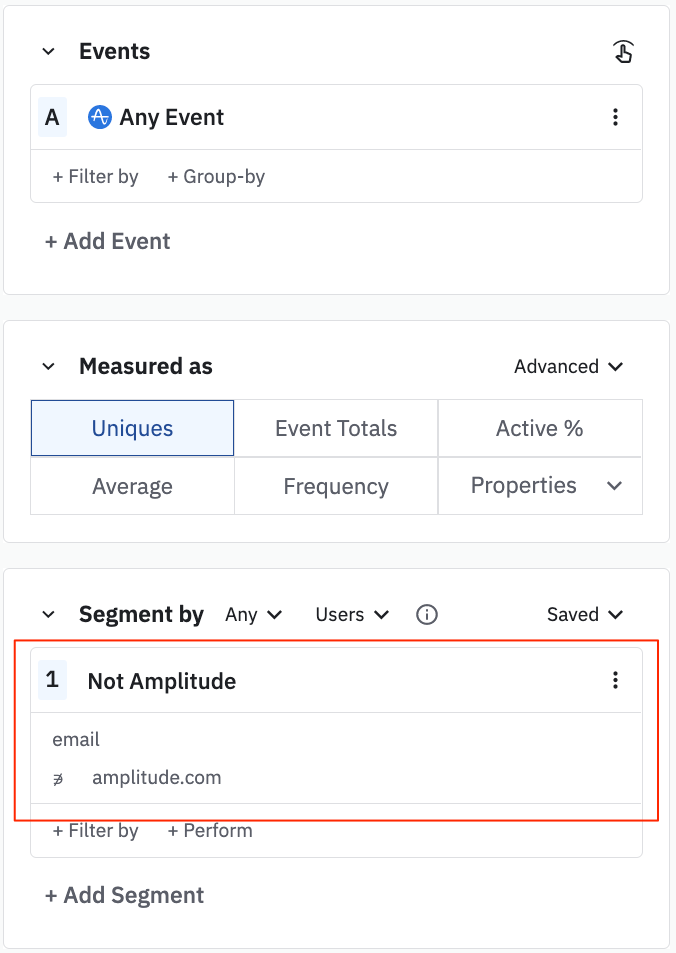 Events
A Any Event
+ Filter by + Group-by
+ Add Event
Measured as Advanced
Uniques Event Totals Active %
Average Frequency Properties
Segment by Any Users Saved
1 Not Amplitude
email
∌ amplitude.com
+ Filter by + Perform
+ Add Segment